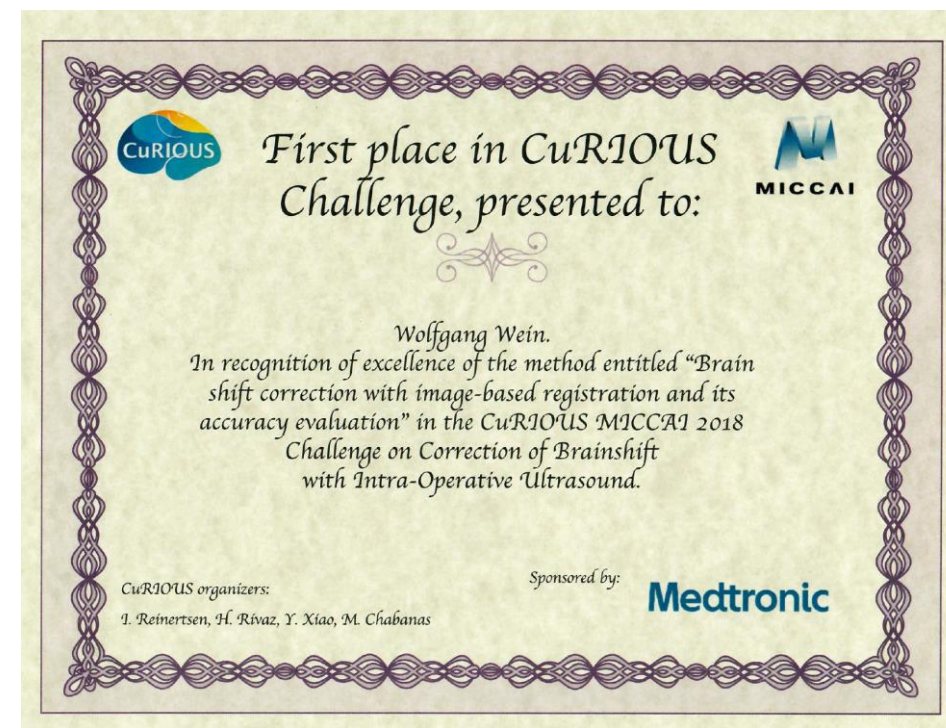 CuRIOUS
First place in CuRIOUS
Challenge, presented to:
MICCAI
Wolfgang Wein.
In recognition of excellence of the method entitled “Brain
shift correction with image-based registration and its
accuracy evaluation” in the CuRIOUS MICCAI 2018
Challenge on Correction of Brainshift
with Intra-Operative Ultrasound.
CuRIOUS organizers:
I. Reinertsen, H. Rivaz, Y. Xiao, M. Chabanas
Sponsored by:
Medtronic